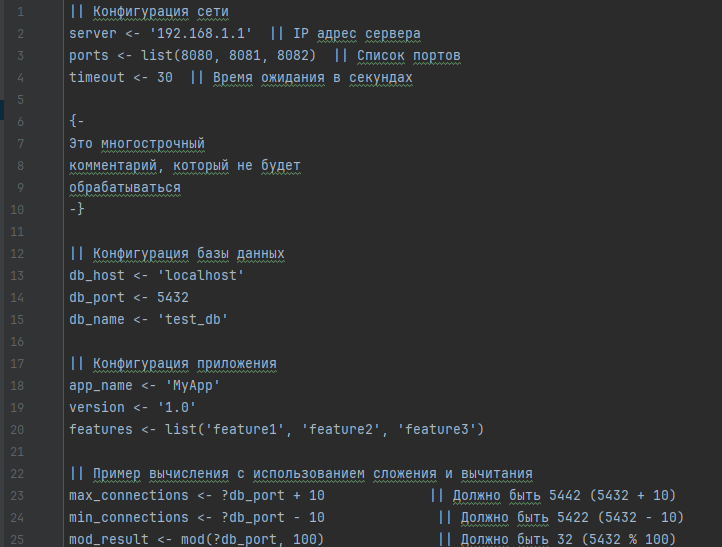 1 || Конфигурация сети
2 server <- '192.168.1.1'  || IP адрес сервера
3 ports <- list(8080, 8081, 8082)  || Список портов
4 timeout <- 30  || Время ожидания в секундах
5
6 {-
7 Это многострочный
8 комментарий, который не будет
9 обрабатываться
10 -}
11
12 || Конфигурация базы данных
13 db_host <- 'localhost'
14 db_port <- 5432
15 db_name <- 'test_db'
16
17 || Конфигурация приложения
18 app_name <- 'MyApp'
19 version <- '1.0'
20 features <- list('feature1', 'feature2', 'feature3')
21
22 || Пример вычисления с использованием сложения и вычитания
23 max_connections <- ?db_port + 10             || Должно быть 5442 (5432 + 10)
24 min_connections <- ?db_port - 10              || Должно быть 5422 (5432 - 10)
25 mod_result <- mod(?db_port, 100)              || Должно быть 32 (5432 % 100)